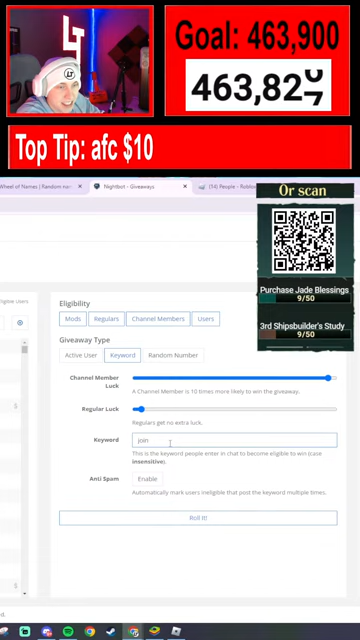 Goal: 463,900
LT
Top Tip: afc $10
Wheel of Names | Random na
Nightbot - Giveaways
(14) People - Roblox
Or scan
Purchase Jade Blessings
9/50
3rd Shipsbuilder's Study
9/50
Eligibility
Mods
Regulars
Channel Members
Users
Giveaway Type
Active User
Keyword
Random Number
Channel Member
Luck
A Channel Member is 10 times more likely to win the giveaway.
Regular Luck
Regulars get no extra luck.
Keyword
join
This is the keyword people enter in chat to become eligible to win (case
insensitive).
Anti Spam
Enable
Automatically mark users ineligible that post the keyword multiple times.
Roll It!